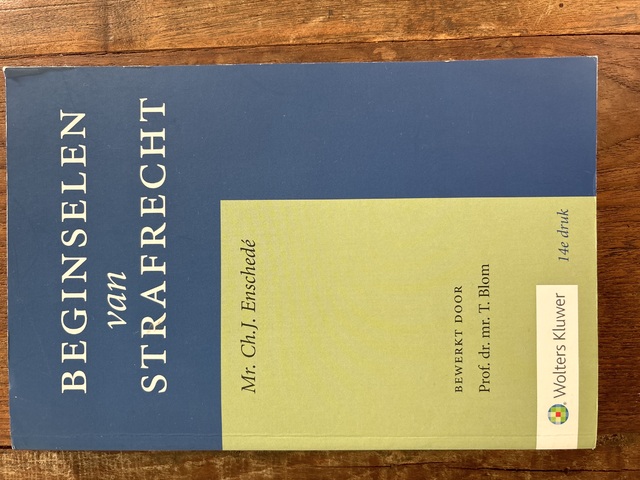 BEGINSELEN
van
STRAFRECHT
Mr. Ch.J. Enschedé
BEWERKT DOOR
Prof. dr. mr. T. Blom
Wolters Kluwer
14e druk